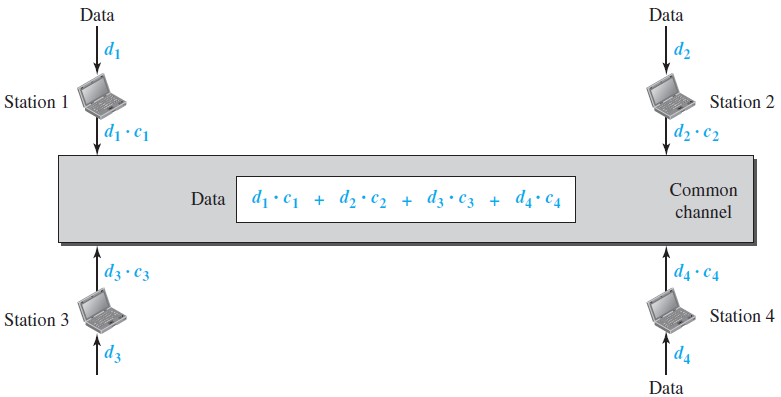 Data
Data
d₁
d₂
Station 1
Station 2
d₁ · c₁
d₂ · c₂
Data
d₁ · c₁ + d₂ · c₂ + d₃ · c₃ + d₄ · c₄
Common
channel
d₃ · c₃
d₄ · c₄
Station 3
Station 4
d₃
d₄
Data